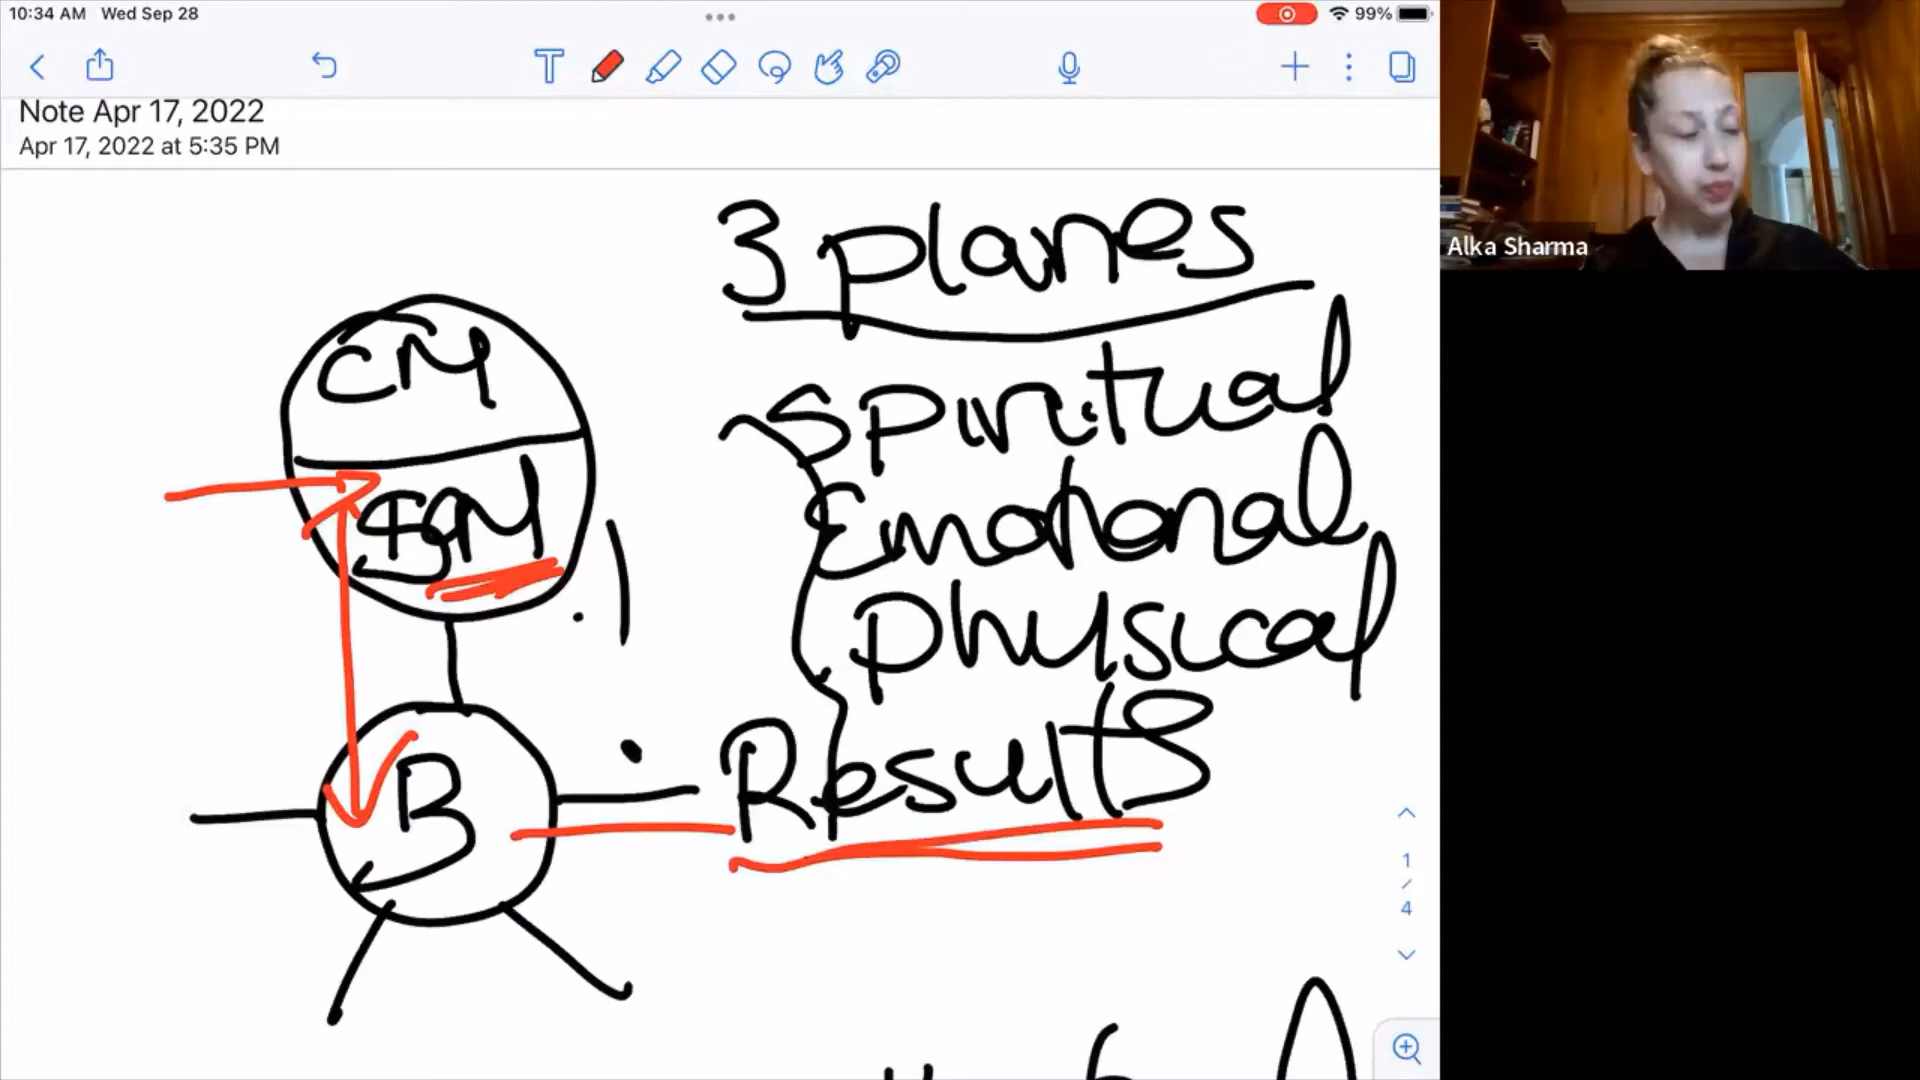 10:34 AM Wed Sep 28
99%
Note Apr 17, 2022
Apr 17, 2022 at 5:35 PM
Alka Sharma
3 planes
Spiritual
Emotional
Physical
Results
CM
B
1
/
4